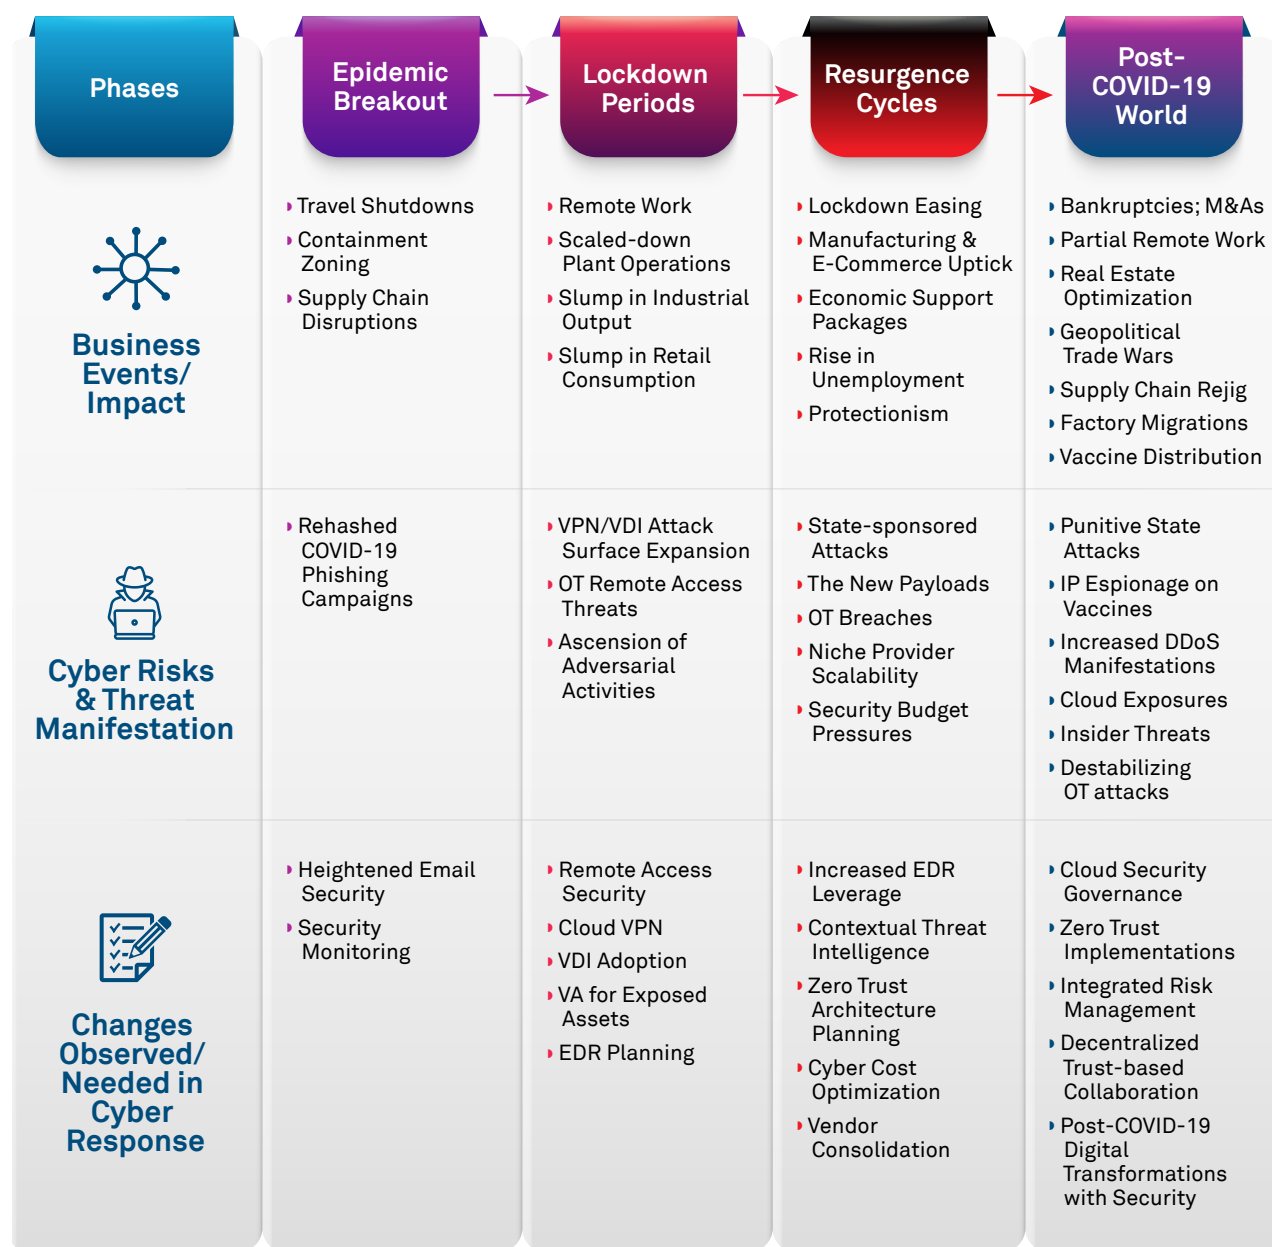 Phases
Epidemic
Breakout
Lockdown
Periods
Resurgence
Cycles
Post-
COVID-19
World
Business
Events/
Impact
Travel Shutdowns
Containment
Zoning
Supply Chain
Disruptions
Remote Work
Scaled-down
Plant Operations
Slump in Industrial
Output
Slump in Retail
Consumption
Lockdown Easing
Manufacturing &
E-Commerce Uptick
Economic Support
Packages
Rise in
Unemployment
Protectionism
Bankruptcies; M&As
Partial Remote Work
Real Estate
Optimization
Geopolitical
Trade Wars
Supply Chain Rejig
Factory Migrations
Vaccine Distribution
Cyber Risks
& Threat
Manifestation
Rehashed
COVID-19
Phishing
Campaigns
VPN/VDI Attack
Surface Expansion
OT Remote Access
Threats
Ascension of
Adversarial
Activities
State-sponsored
Attacks
The New Payloads
OT Breaches
Niche Provider
Scalability
Security Budget
Pressures
Punitive State
Attacks
IP Espionage on
Vaccines
Increased DDoS
Manifestations
Cloud Exposures
Insider Threats
Destabilizing
OT attacks
Changes
Observed/
Needed in
Cyber
Response
Heightened Email
Security
Security
Monitoring
Remote Access
Security
Cloud VPN
VDI Adoption
VA for Exposed
Assets
EDR Planning
Increased EDR
Leverage
Contextual Threat
Intelligence
Zero Trust
Architecture
Planning
Cyber Cost
Optimization
Vendor
Consolidation
Cloud Security
Governance
Zero Trust
Implementations
Integrated Risk
Management
Decentralized
Trust-based
Collaboration
Post-COVID-19
Digital
Transformations
with Security